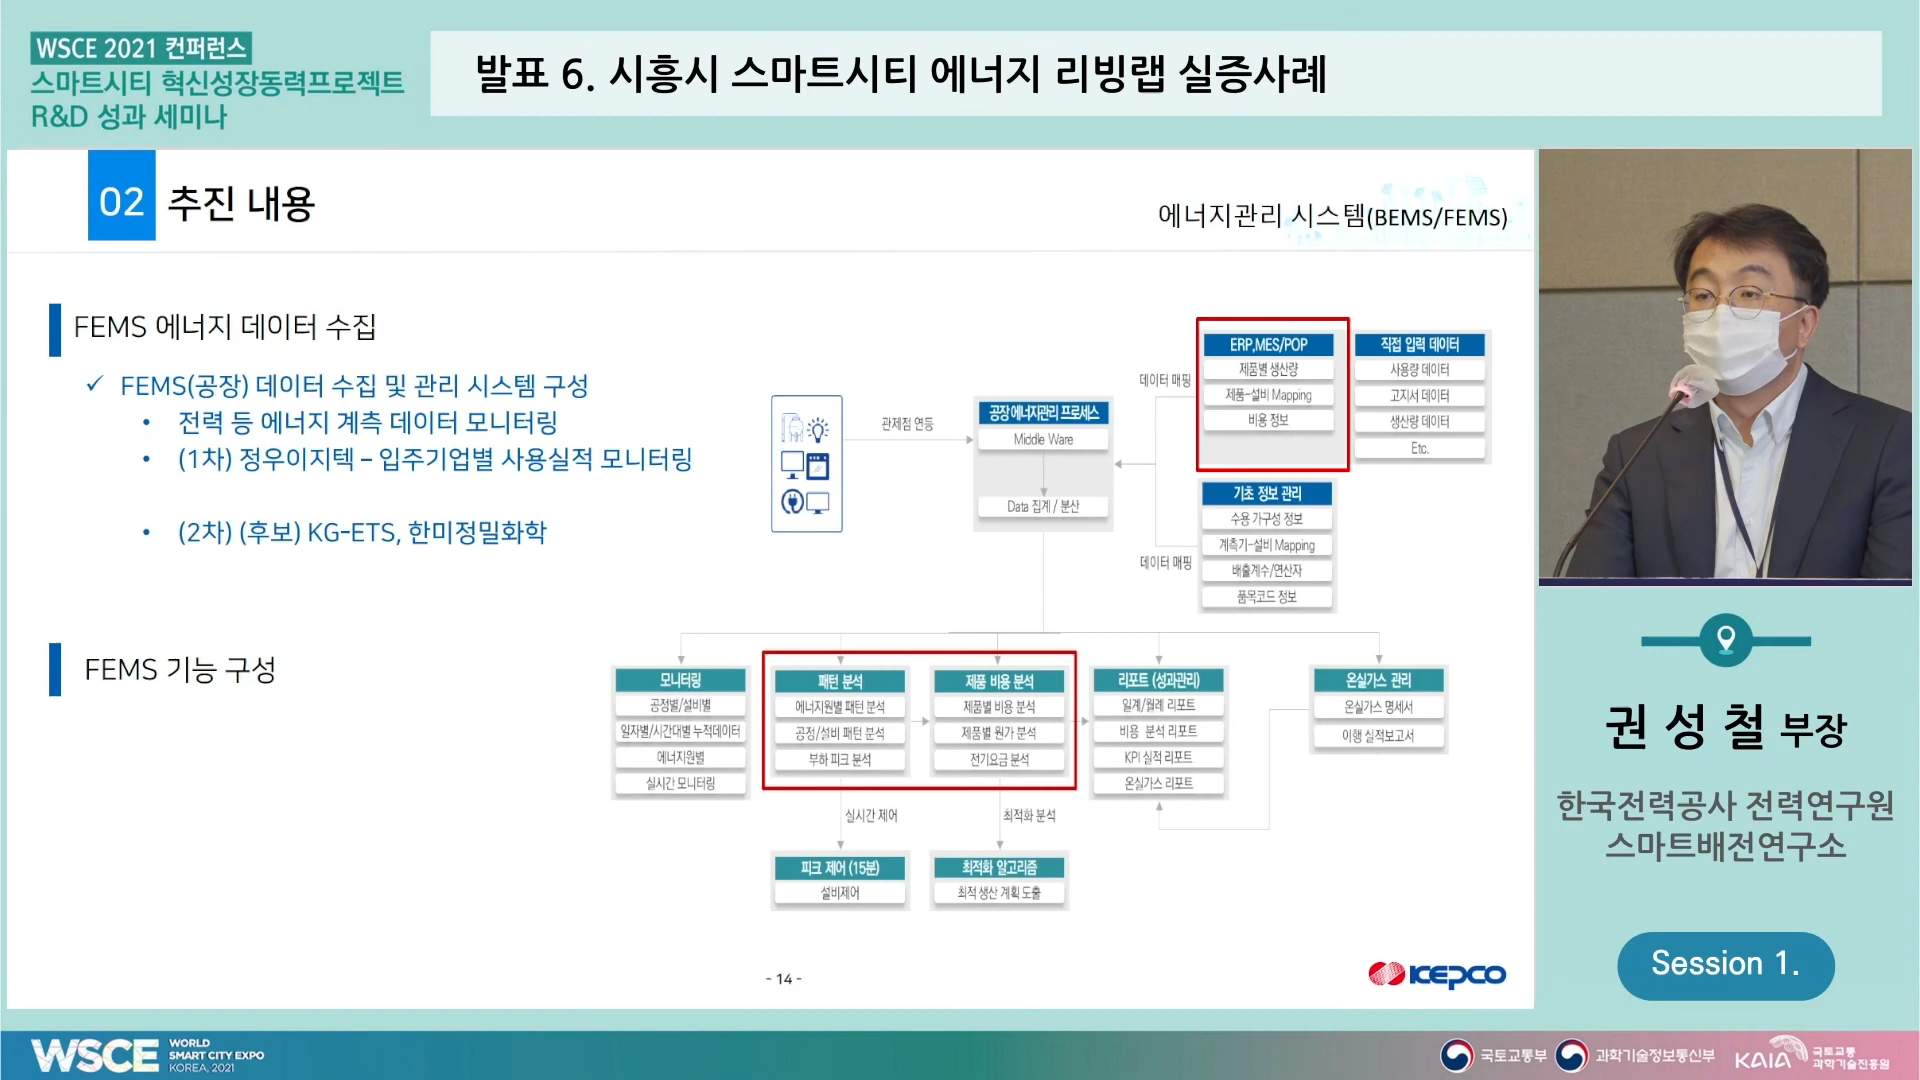 WSCE 2021 컨퍼런스
스마트시티 혁신성장동력프로젝트
R&D 성과 세미나
발표 6. 시흥시 스마트시티 에너지 리빙랩 실증사례
02 추진 내용
에너지관리 시스템(BEMS/FEMS)
FEMS 에너지 데이터 수집
✓ FEMS(공장) 데이터 수집 및 관리 시스템 구성
• 전력 등 에너지 계측 데이터 모니터링
• (1차) 정우이지텍 – 입주기업별 사용실적 모니터링
• (2차) (후보) KG-ETS, 한미정밀화학
FEMS 기능 구성
관제점 연동
공장 에너지관리 프로세스
Middle Ware
Data 집계 / 분산
데이터 매핑
데이터 매핑
ERP,MES/POP
제품별 생산량
제품-설비 Mapping
비용 정보
직접 입력 데이터
사용량 데이터
고지서 데이터
생산량 데이터
Etc.
기초 정보 관리
수용가구성 정보
계측기-설비 Mapping
배출계수/연산자
품목코드 정보
모니터링
공정별/설비별
일자별/시간대별 누적데이터
에너지원별
실시간 모니터링
패턴 분석
에너지원별 패턴 분석
공정/설비 패턴 분석
부하 피크 분석
제품 비용 분석
제품별 비용 분석
제품별 원가 분석
전기요금 분석
리포트 (성과관리)
일계/월례 리포트
비용 분석 리포트
KPI 실적 리포트
온실가스 리포트
온실가스 관리
온실가스 명세서
이행 실적보고서
실시간 제어
최적화 분석
피크 제어 (15분)
설비제어
최적화 알고리즘
최적 생산 계획 도출
- 14 -
KEPCO
권 성 철 부장
한국전력공사 전력연구원
스마트배전연구소
Session 1.
WSCE
WORLD
SMART CITY EXPO
KOREA, 2021
국토교통부
과학기술정보통신부
KAIA
국토교통
과학기술진흥원